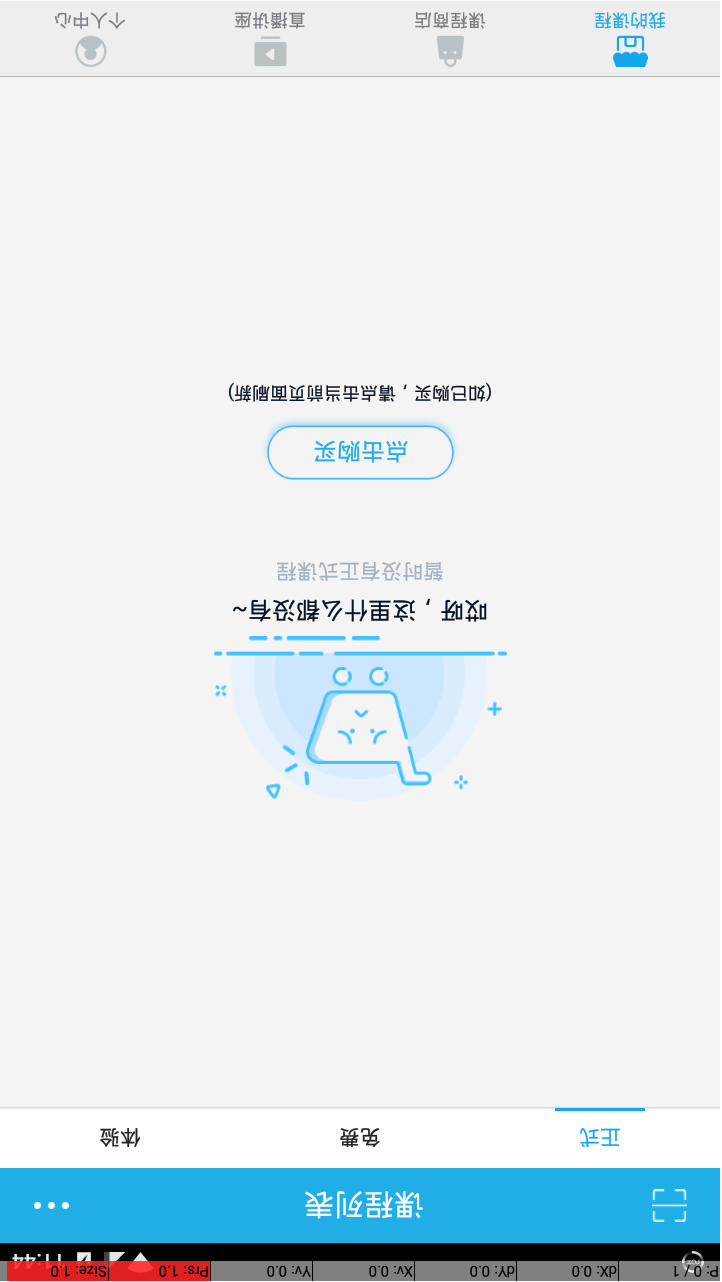 P: 0 / 1 dX: 0.0 dY: 0.0 Xv: 0.0 Yv: 0.0 Prs: 1.0 Size: 1.0
11:44
课程列表
正式 免费 体验
哎呀，这里什么都没有~
暂时没有正式课程
点击购买
(如已购买，请点击当前页面刷新)
我的课程 课程商店 直播讲座 个人中心